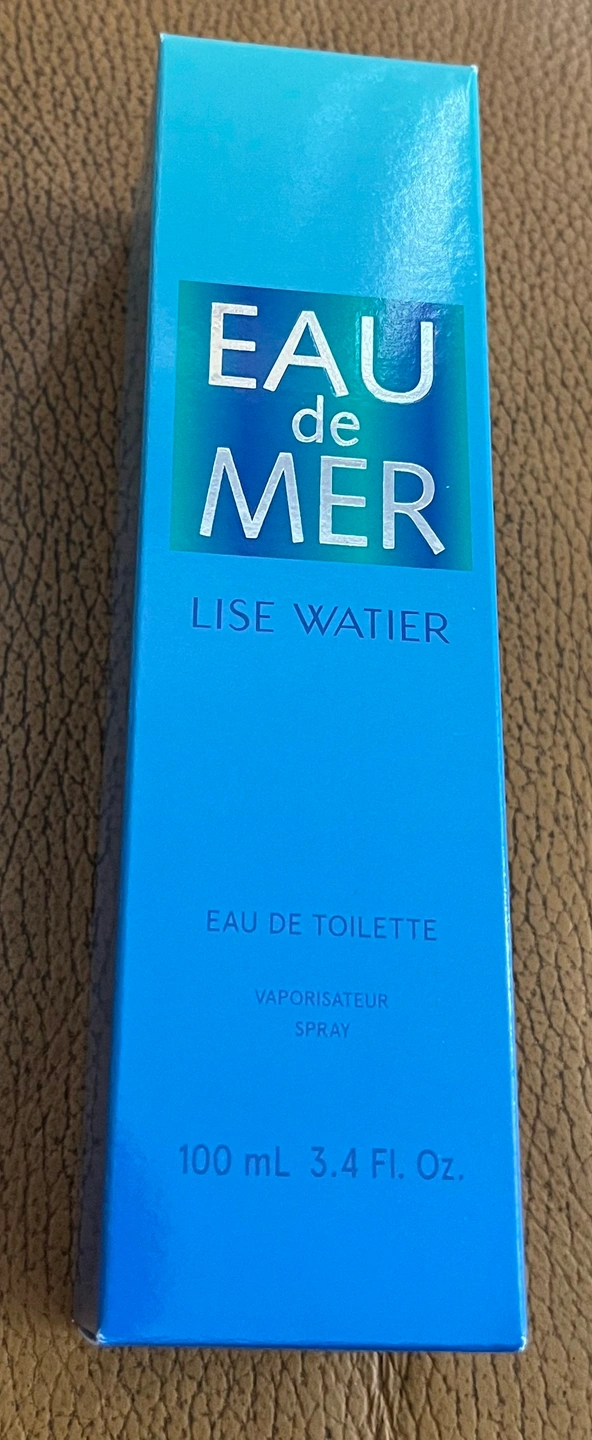 EAU
de
MER
LISE WATIER
EAU DE TOILETTE
VAPORISATEUR
SPRAY
100 mL 3.4 Fl. Oz.